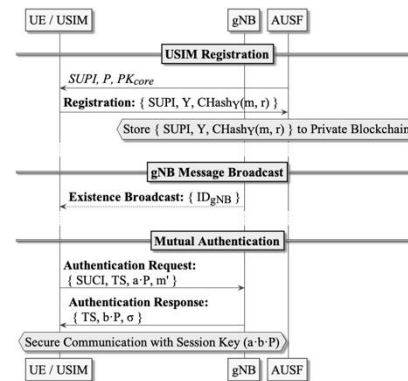 UE / USIM gNB AUSF
USIM Registration
SUPI, P, PKcore
Registration: { SUPI, Y, CHashY(m, r) }
Store { SUPI, Y, CHashY(m, r) } to Private Blockchain
gNB Message Broadcast
Existence Broadcast: { IDgNB }
Mutual Authentication
Authentication Request:
{ SUCI, TS, a·P, m' }
Authentication Response:
{ TS, b·P, σ }
Secure Communication with Session Key (a·b·P)
UE / USIM gNB AUSF